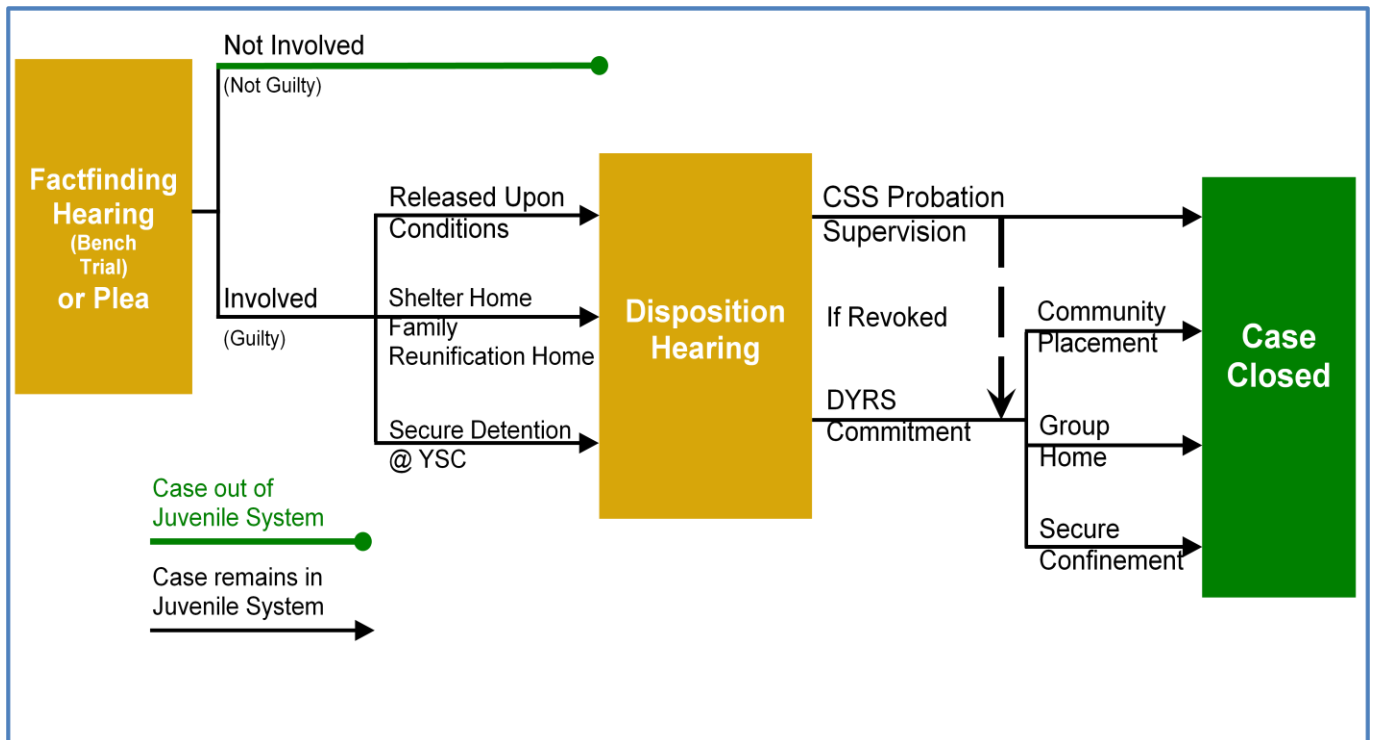 Not Involved
(Not Guilty)
Factfinding
Hearing
(Bench
Trial)
or Plea
Involved
(Guilty)
Released Upon
Conditions
Shelter Home
Family
Reunification Home
Secure Detention
@ YSC
Disposition
Hearing
CSS Probation
Supervision
If Revoked
DYRS
Commitment
Community
Placement
Group
Home
Secure
Confinement
Case
Closed
Case out of
Juvenile System
Case remains in
Juvenile System